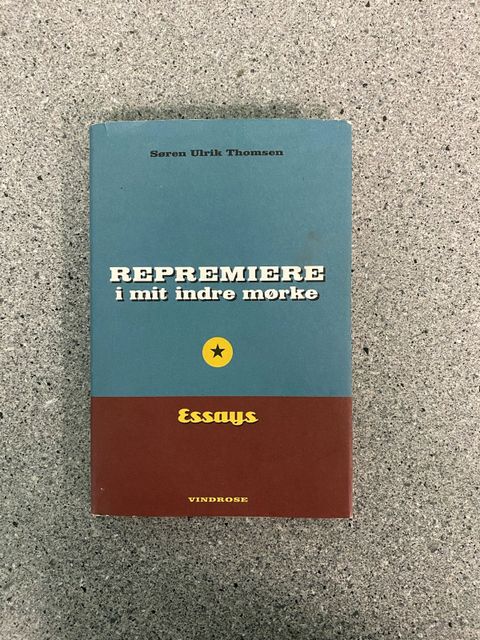 Søren Ulrik Thomsen
REPREMIERE
i mit indre mørke
Essays
VINDROSE